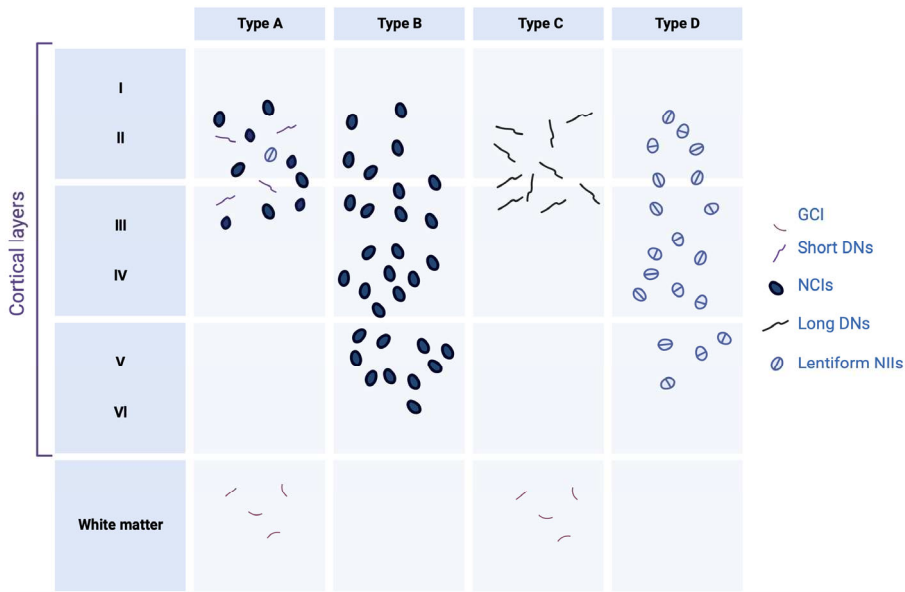 Type A
Type B
Type C
Type D
Cortical layers
I
II
III
IV
V
VI
White matter
GCI
Short DNs
NCIs
Long DNs
Lentiform NIIs